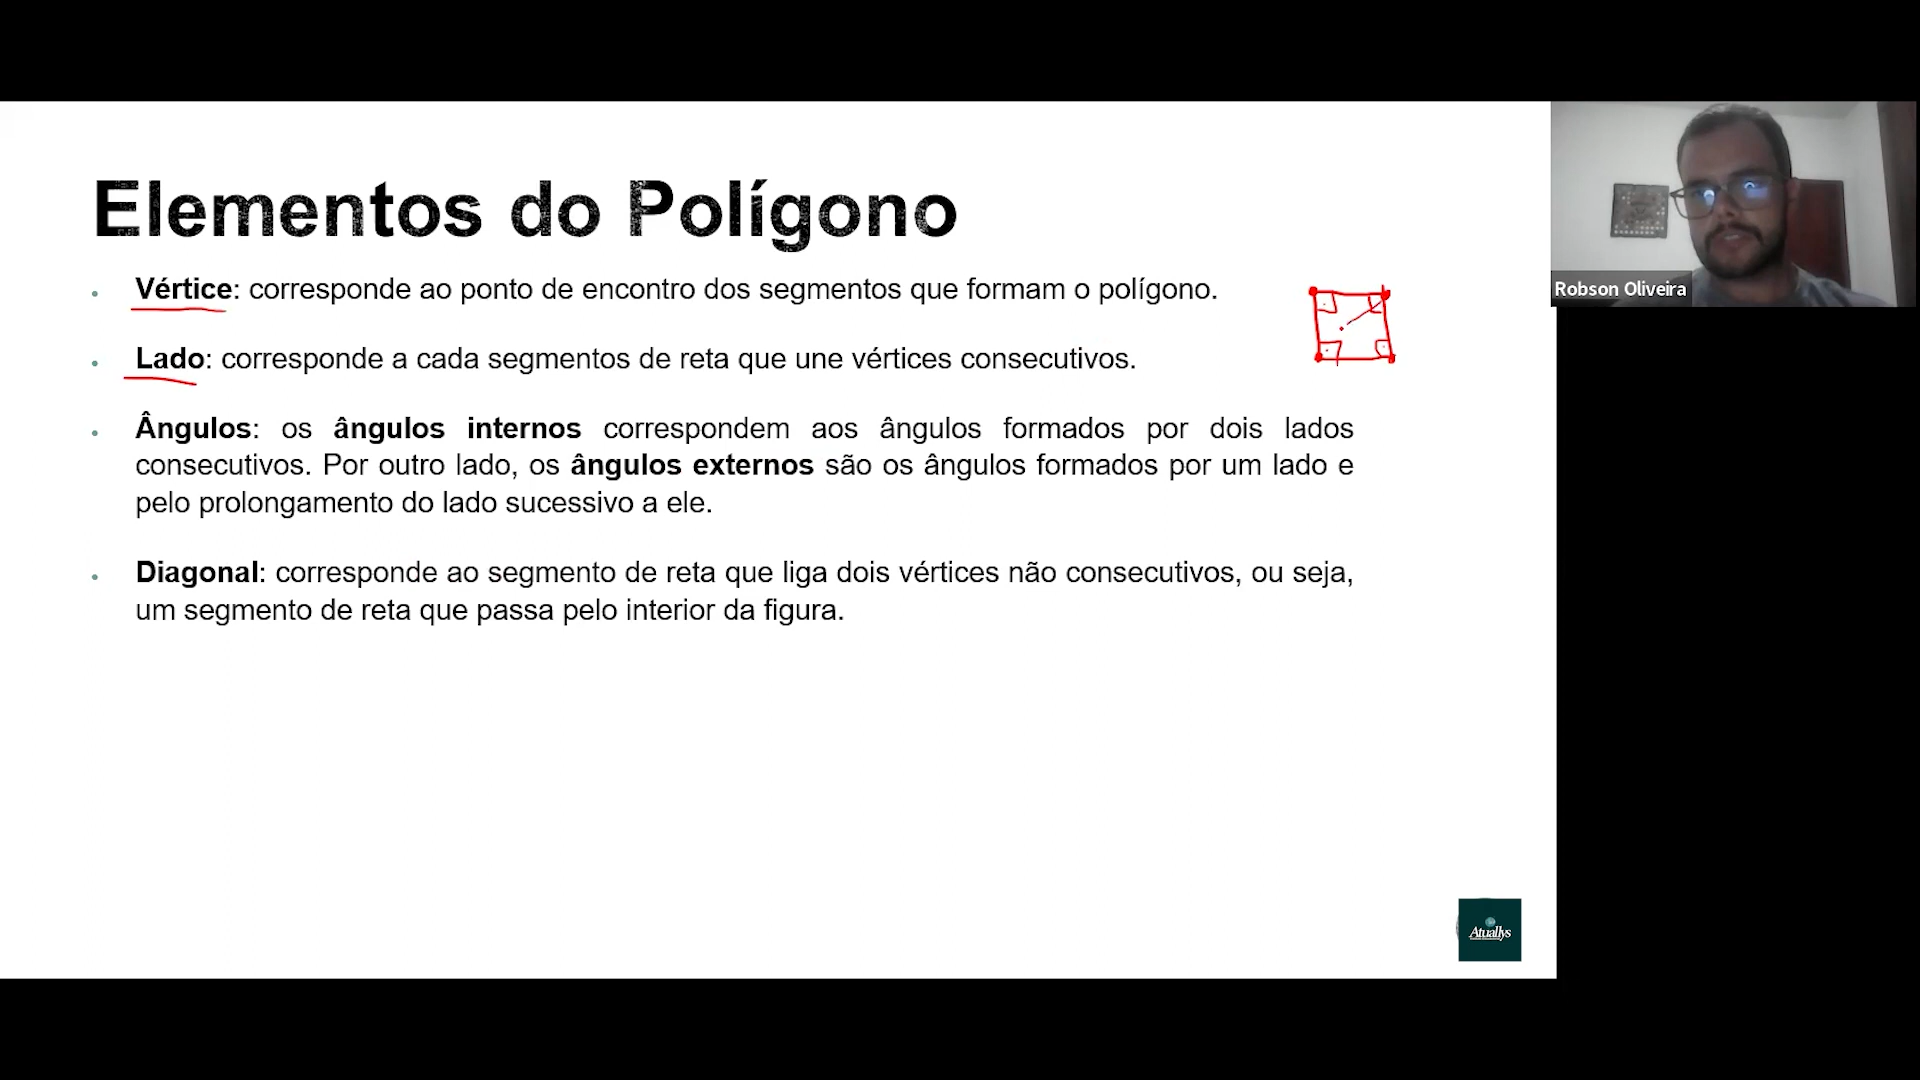 Elementos do Polígono
• Vértice: corresponde ao ponto de encontro dos segmentos que formam o polígono.
• Lado: corresponde a cada segmentos de reta que une vértices consecutivos.
• Ângulos: os ângulos internos correspondem aos ângulos formados por dois lados
consecutivos. Por outro lado, os ângulos externos são os ângulos formados por um lado e
pelo prolongamento do lado sucessivo a ele.
• Diagonal: corresponde ao segmento de reta que liga dois vértices não consecutivos, ou seja,
um segmento de reta que passa pelo interior da figura.
Robson Oliveira
Atuallys